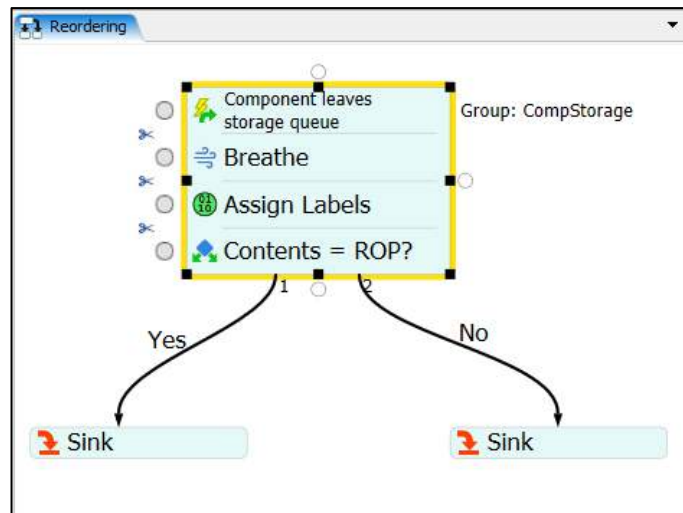 Reordering
Component leaves
storage queue
Group: CompStorage
Breathe
Assign Labels
Contents = ROP?
1
2
Yes
No
Sink
Sink